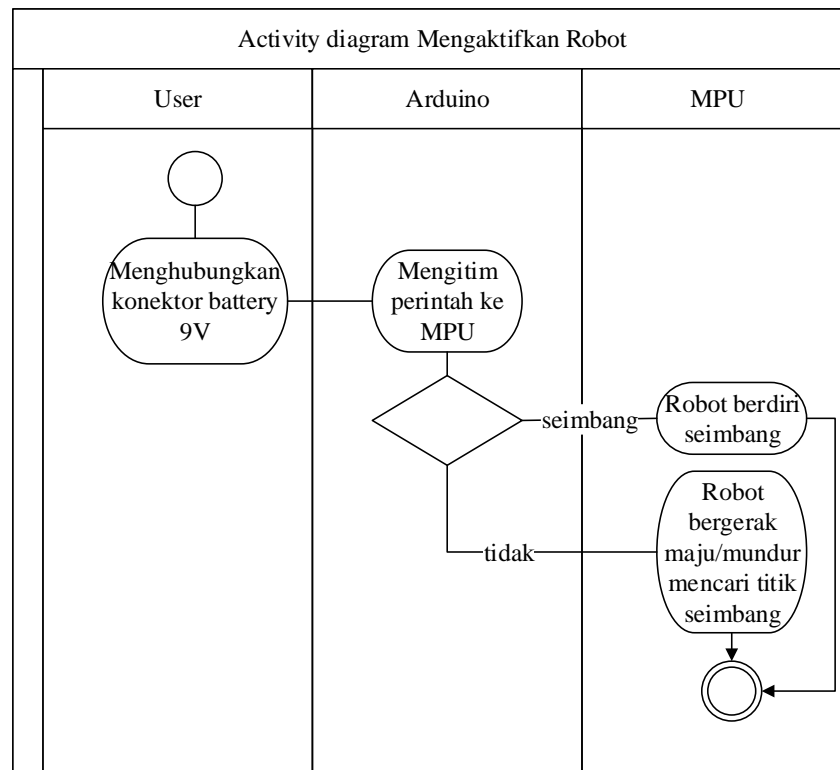 Activity diagram Mengaktifkan Robot
User
Arduino
MPU
Menghubungkan
konektor battery
9V
Mengitim
perintah ke
MPU
seimbang
Robot berdiri
seimbang
tidak
Robot
bergerak
maju/mundur
mencari titik
seimbang